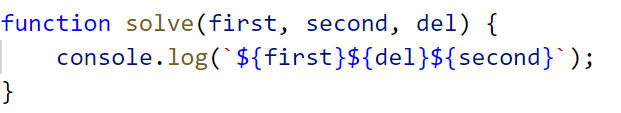 function solve(first, second, del) {
    console.log(`${first}${del}${second}`);
}